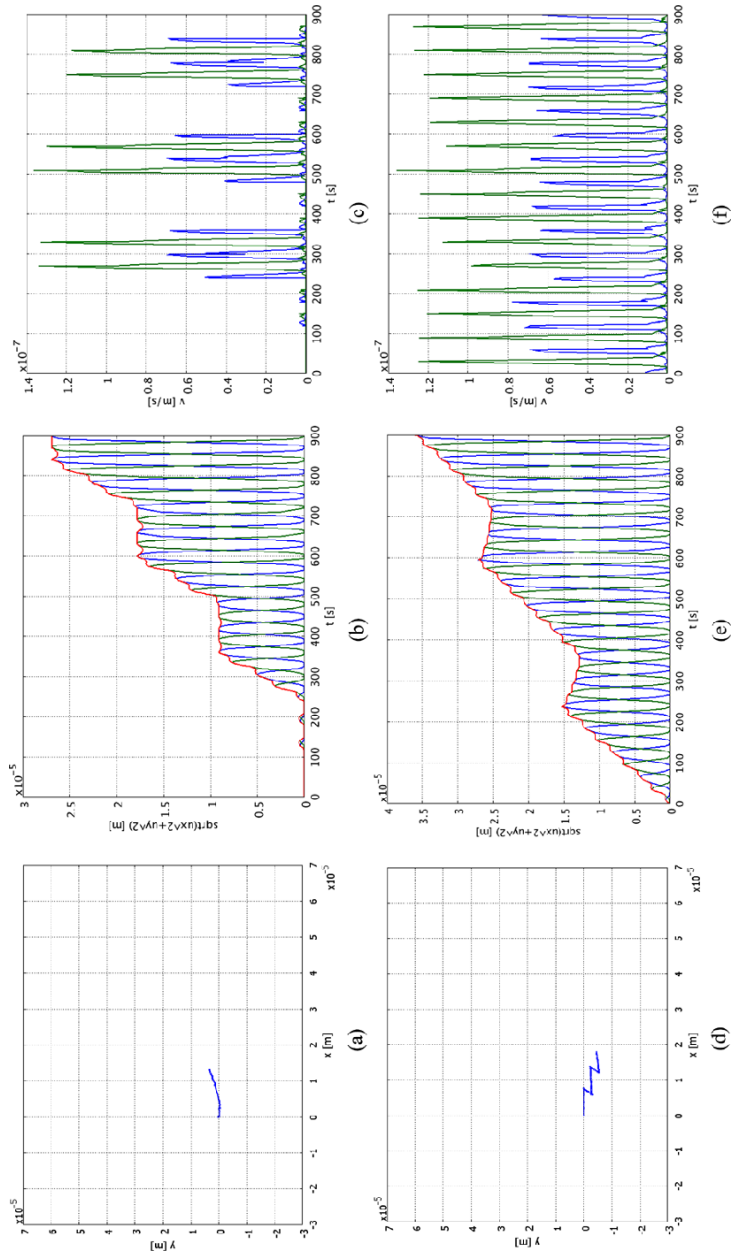 x10^-5
7
6
5
4
3
2
1
0
-1
-2
-3
y [m]
-3 -2 -1 0 1 2 3 4 5 6 7
x10^-5
x [m]
(a)
x10^-5
3
2.5
2
1.5
1
0.5
0
sqrt(ux^2+uy^2) [m]
0 100 200 300 400 500 600 700 800 900
t [s]
(b)
x10^-7
1.4
1.2
1
0.8
0.6
0.4
0.2
0
v [m/s]
0 100 200 300 400 500 600 700 800 900
t [s]
(c)
x10^-5
7
6
5
4
3
2
1
0
-1
-2
-3
y [m]
-3 -2 -1 0 1 2 3 4 5 6 7
x10^-5
x [m]
(d)
x10^-5
4
3.5
3
2.5
2
1.5
1
0.5
0
sqrt(ux^2+uy^2) [m]
0 100 200 300 400 500 600 700 800 900
t [s]
(e)
x10^-7
1.4
1.2
1
0.8
0.6
0.4
0.2
0
v [m/s]
0 100 200 300 400 500 600 700 800 900
t [s]
(f)